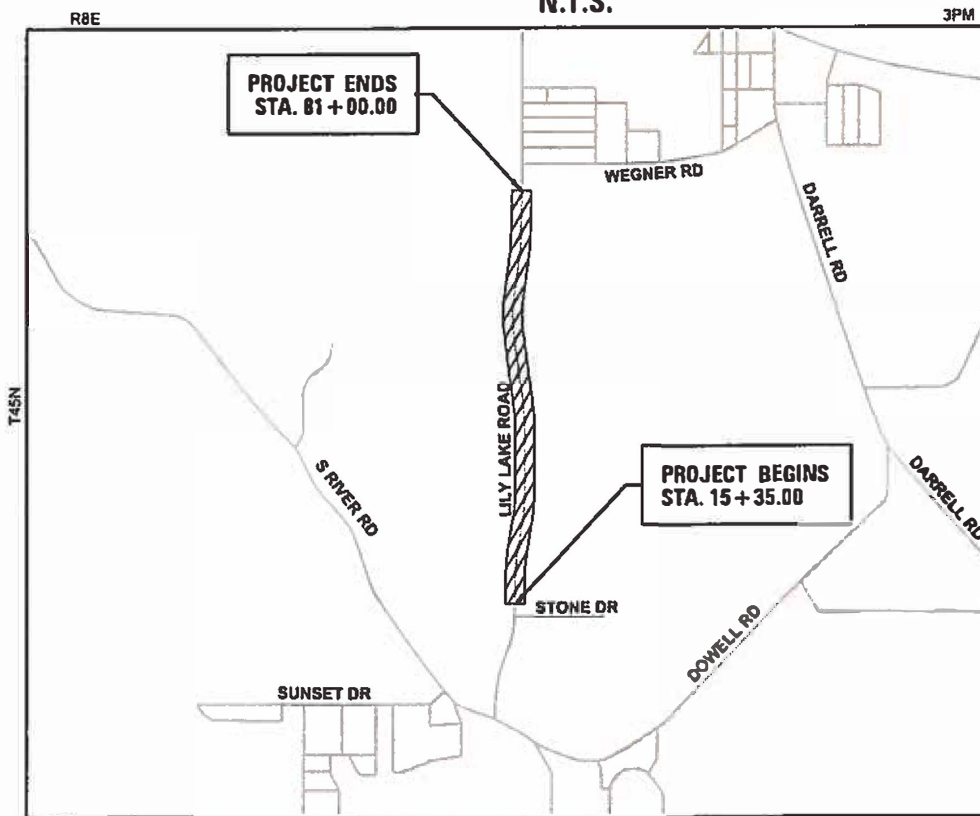 N.T.S.
R8E
3PM
PROJECT ENDS
STA. 81+00.00
WEGNER RD
DARRELL RD
T45N
LILY LAKE ROAD
S RIVER RD
PROJECT BEGINS
STA. 15+35.00
DARRELL RD
STONE DR
DOWELL RD
SUNSET DR